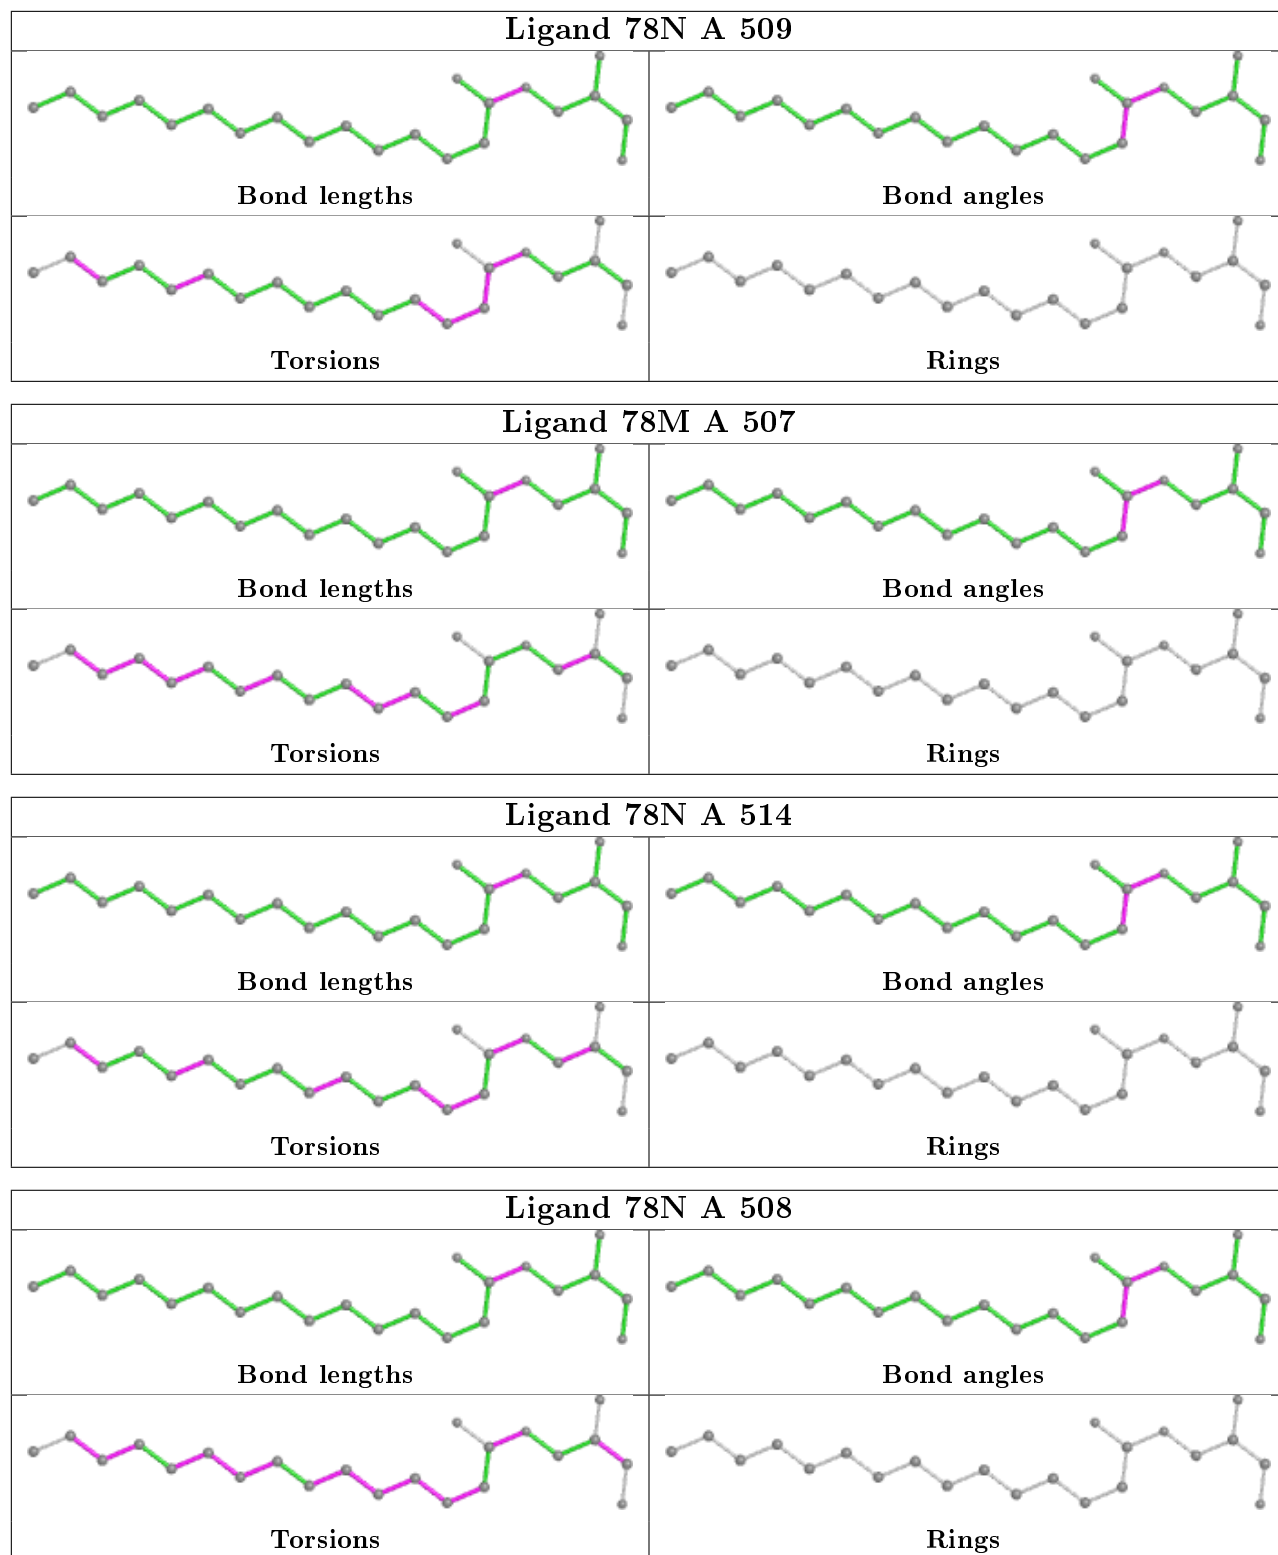 Ligand 78N A 509
Bond lengths
Bond angles
Torsions
Rings
Ligand 78M A 507
Bond lengths
Bond angles
Torsions
Rings
Ligand 78N A 514
Bond lengths
Bond angles
Torsions
Rings
Ligand 78N A 508
Bond lengths
Bond angles
Torsions
Rings